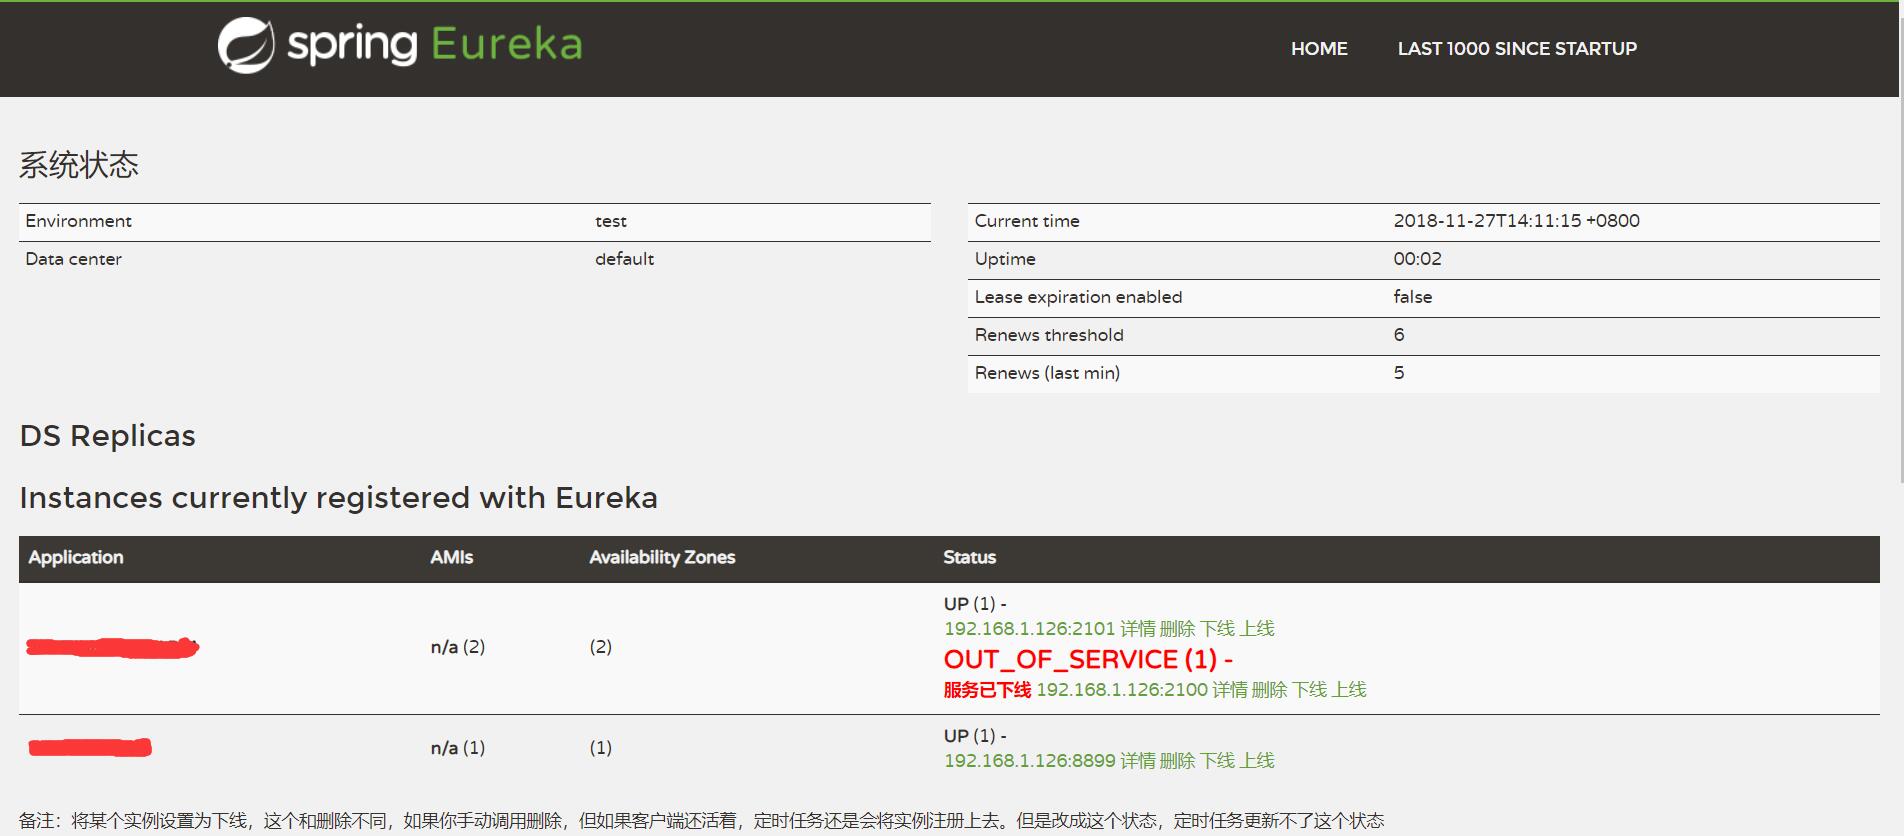 spring Eureka
HOME LAST 1000 SINCE STARTUP
系统状态
Environment test
Data center default
Current time 2018-11-27T14:11:15 +0800
Uptime 00:02
Lease expiration enabled false
Renews threshold 6
Renews (last min) 5
DS Replicas
Instances currently registered with Eureka
Application AMIs Availability Zones Status
n/a (2) (2)
UP (1) -
192.168.1.126:2101 详情 删除 下线 上线
OUT_OF_SERVICE (1) -
服务已下线 192.168.1.126:2100 详情 删除 下线 上线
n/a (1) (1)
UP (1) -
192.168.1.126:8899 详情 删除 下线 上线
备注：将某个实例设置为下线，这个和删除不同，如果你手动调用删除，但如果客户端还活着，定时任务还是会将实例注册上去。但是改成这个状态，定时任务更新不了这个状态